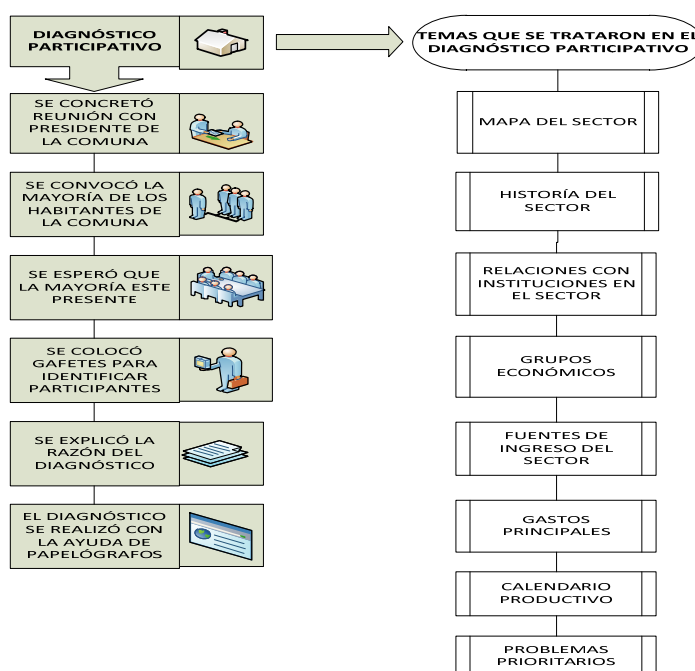 DIAGNÓSTICO
PARTICIPATIVO
SE CONCRETÓ
REUNIÓN CON
PRESIDENTE DE
LA COMUNA
SE CONVOCÓ LA
MAYORÍA DE LOS
HABITANTES DE
LA COMUNA
SE ESPERÓ QUE
LA MAYORÍA ESTE
PRESENTE
SE COLOCÓ
GAFETES PARA
IDENTIFICAR
PARTICIPANTES
SE EXPLICÓ LA
RAZÓN DEL
DIAGNÓSTICO
EL DIAGNÓSTICO
SE REALIZÓ CON
LA AYUDA DE
PAPELÓGRAFOS
TEMAS QUE SE TRATARON EN EL
DIAGNÓSTICO PARTICIPATIVO
MAPA DEL SECTOR
HISTORÍA DEL
SECTOR
RELACIONES CON
INSTITUCIONES EN
EL SECTOR
GRUPOS
ECONÓMICOS
FUENTES DE
INGRESO DEL
SECTOR
GASTOS
PRINCIPALES
CALENDARIO
PRODUCTIVO
PROBLEMAS
PRIORITARIOS